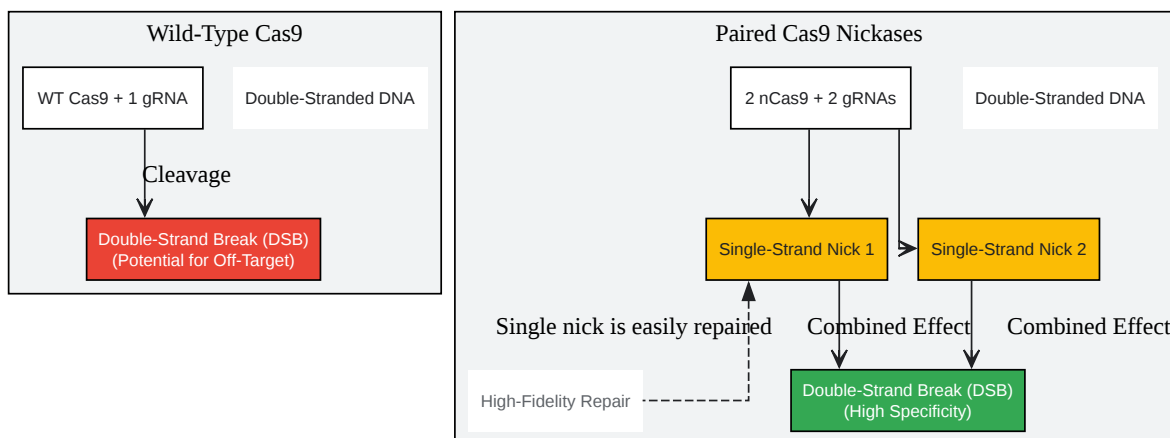 Wild-Type Cas9
WT Cas9 + 1 gRNA
Double-Stranded DNA
Cleavage
Double-Strand Break (DSB)
(Potential for Off-Target)
Paired Cas9 Nickases
2 nCas9 + 2 gRNAs
Double-Stranded DNA
Single-Strand Nick 1
Single-Strand Nick 2
Single nick is easily repaired
Combined Effect
Combined Effect
High-Fidelity Repair
Double-Strand Break (DSB)
(High Specificity)